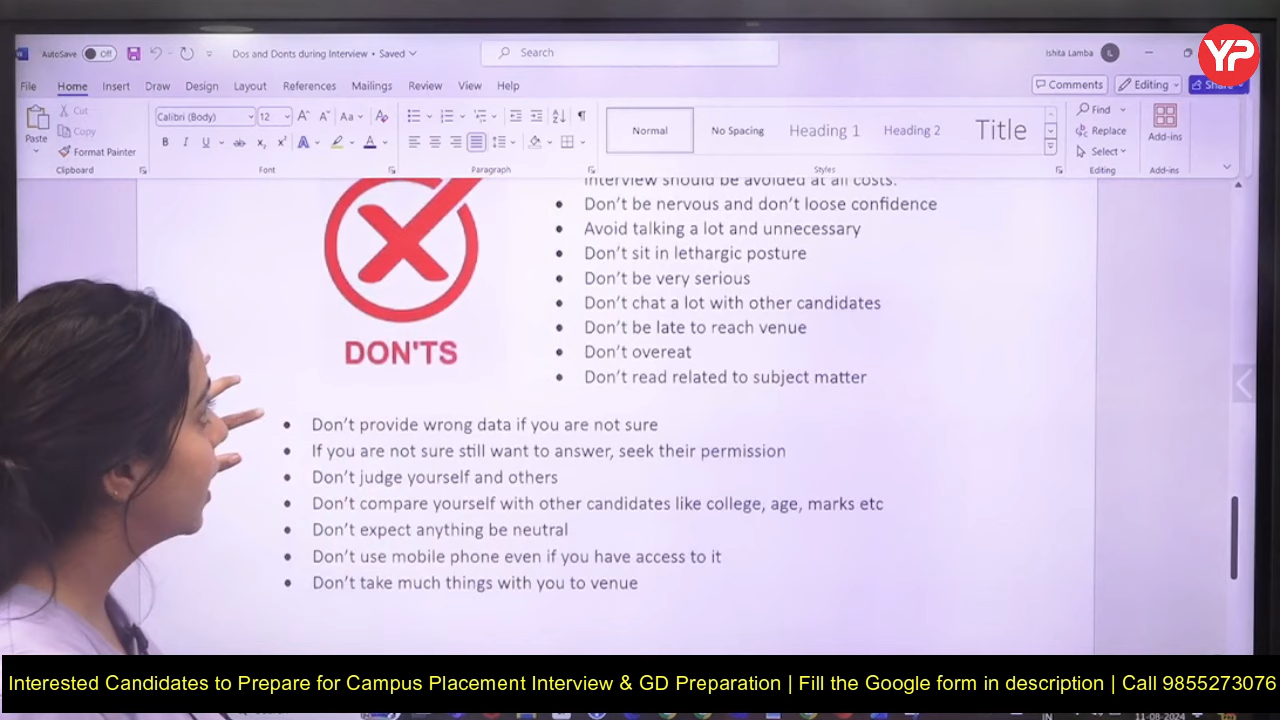 YP
AutoSave Off Dos and Donts during Interview • Saved Search Ishita Lamba IL
File Home Insert Draw Design Layout References Mailings Review View Help Comments Editing Share
Paste Cut Copy Format Painter
Calibri (Body) 12
Normal No Spacing Heading 1 Heading 2 Title
Find Replace Select Add-ins
Clipboard Font Paragraph Styles Editing Add-ins
interview should be avoided at all costs.
• Don't be nervous and don't loose confidence
• Avoid talking a lot and unnecessary
• Don't sit in lethargic posture
• Don't be very serious
• Don't chat a lot with other candidates
• Don't be late to reach venue
• Don't overeat
• Don't read related to subject matter
DON'TS
• Don't provide wrong data if you are not sure
• If you are not sure still want to answer, seek their permission
• Don't judge yourself and others
• Don't compare yourself with other candidates like college, age, marks etc
• Don't expect anything be neutral
• Don't use mobile phone even if you have access to it
• Don't take much things with you to venue
Interested Candidates to Prepare for Campus Placement Interview & GD Preparation | Fill the Google form in description | Call 9855273076
IN 11-08-2024